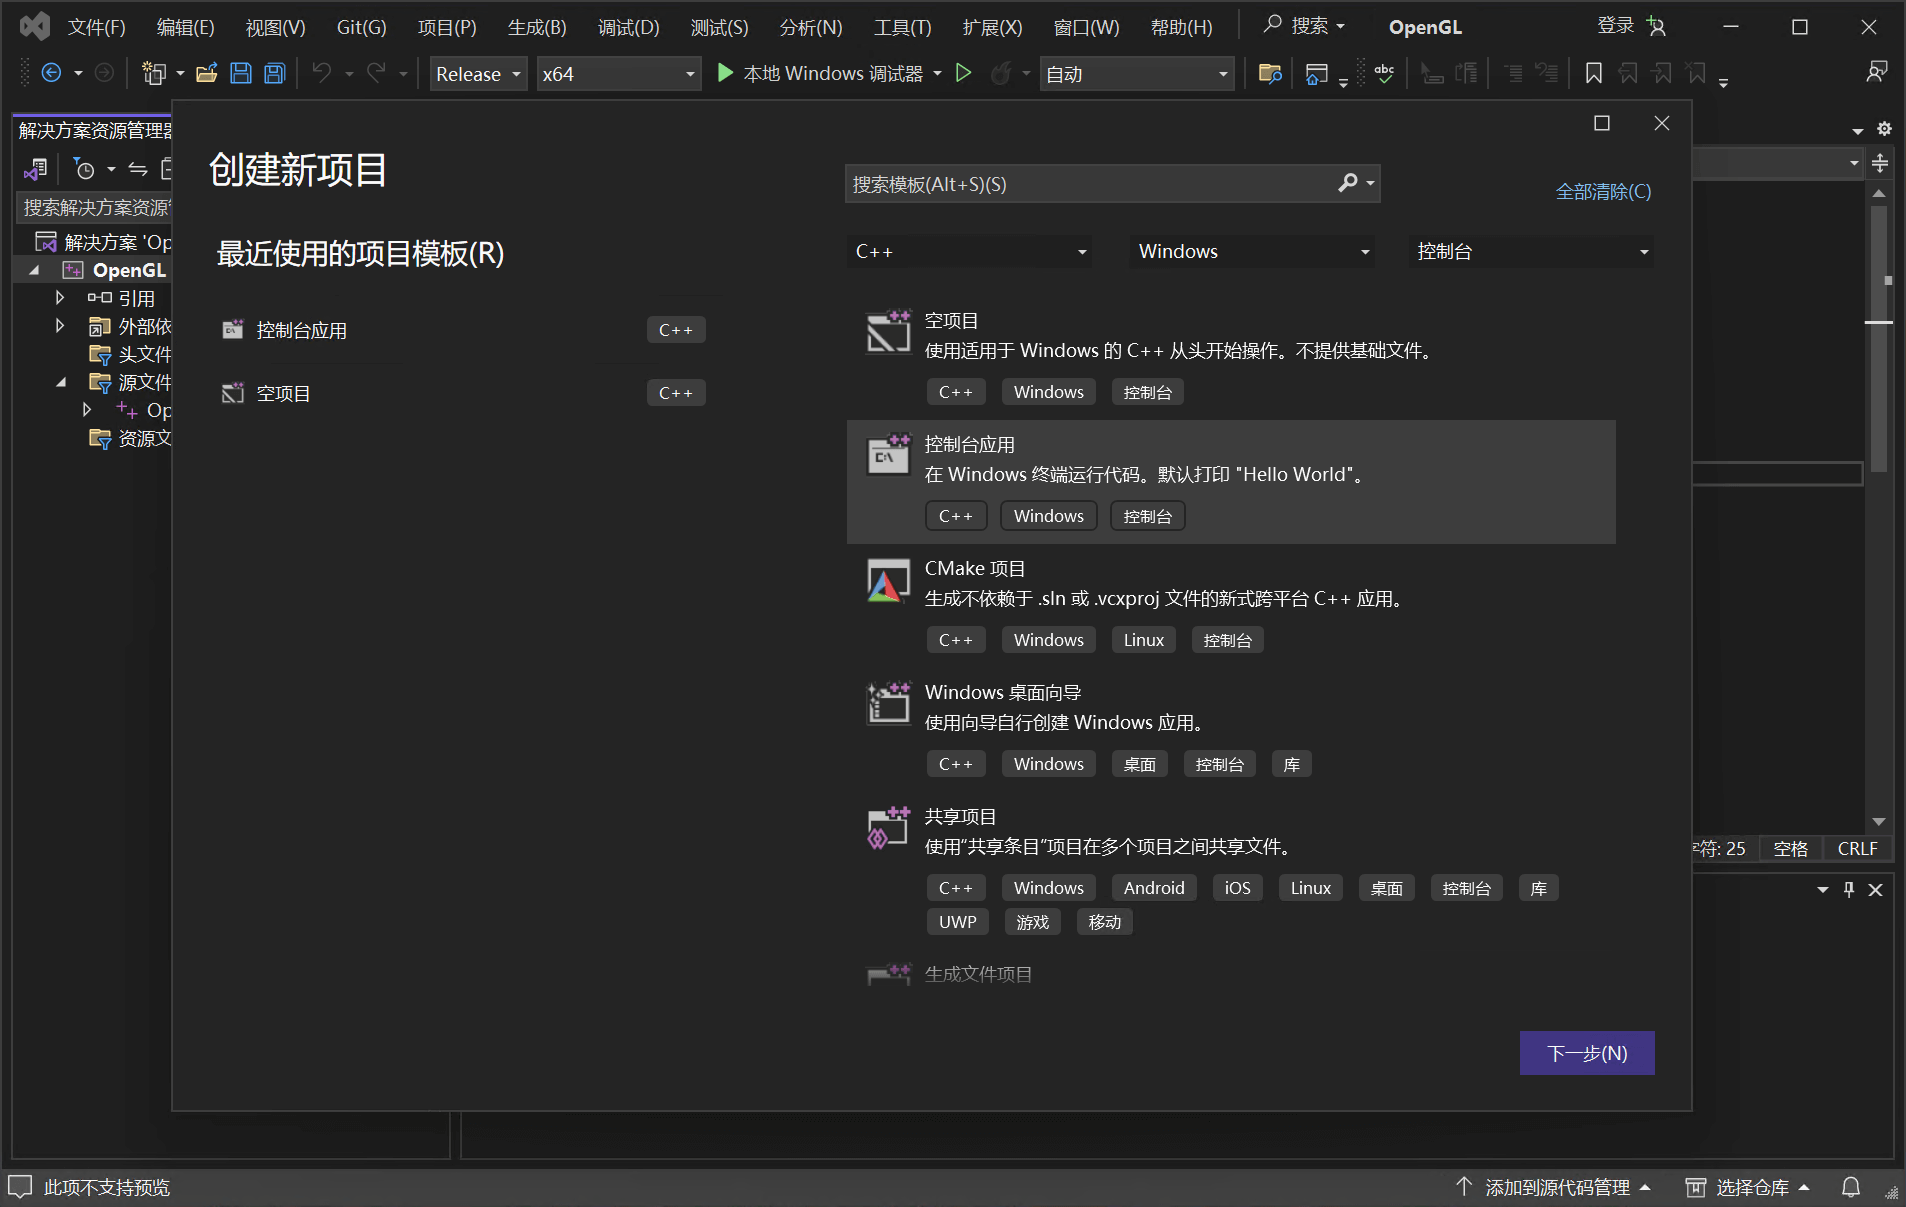 文件(F) 编辑(E) 视图(V) Git(G) 项目(P) 生成(B) 调试(D) 测试(S) 分析(N) 工具(T) 扩展(X) 窗口(W) 帮助(H) 搜索 OpenGL 登录
Release x64 本地 Windows 调试器 自动 abc
解决方案资源管理器
搜索解决方案资源
解决方案 'Op
OpenGL
引用
外部依
头文件
源文件
Op
资源文
创建新项目
最近使用的项目模板(R)
控制台应用 C++
空项目 C++
搜索模板(Alt+S)(S)
全部清除(C)
C++ Windows 控制台
空项目
使用适用于 Windows 的 C++ 从头开始操作。不提供基础文件。
C++ Windows 控制台
控制台应用
在 Windows 终端运行代码。默认打印 "Hello World"。
C++ Windows 控制台
CMake 项目
生成不依赖于 .sln 或 .vcxproj 文件的新式跨平台 C++ 应用。
C++ Windows Linux 控制台
Windows 桌面向导
使用向导自行创建 Windows 应用。
C++ Windows 桌面 控制台 库
共享项目
使用"共享条目"项目在多个项目之间共享文件。
C++ Windows Android iOS Linux 桌面 控制台 库
UWP 游戏 移动
生成文件项目
下一步(N)
字符: 25 空格 CRLF
此项不支持预览 添加到源代码管理 选择仓库